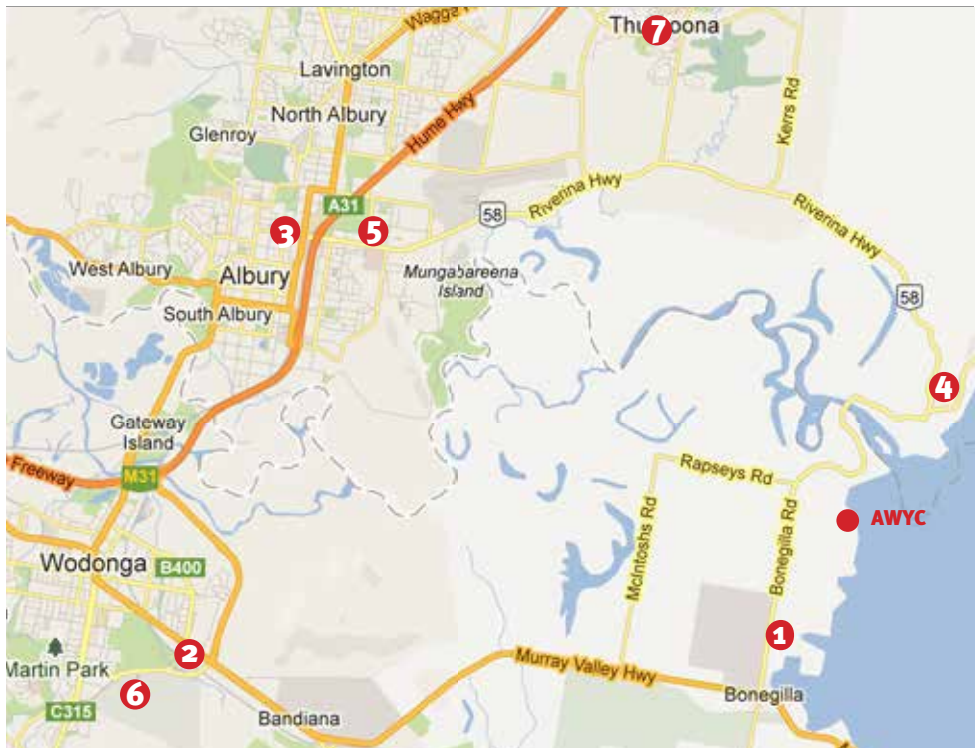 Wagga
Thu
7
oona
Lavington
North Albury
Hume Hwy
Kerrs Rd
Glenroy
A31
3
5
58
Riverina Hwy
Riverina Hwy
West Albury
Albury
Mungabareena
Island
58
South Albury
4
Gateway
Island
Freeway
M31
Rapseys Rd
AWYC
McIntoshs Rd
Bonegilla Rd
Wodonga
B400
1
2
Martin Park
Murray Valley Hwy
6
Bonegilla
C315
Bandiana